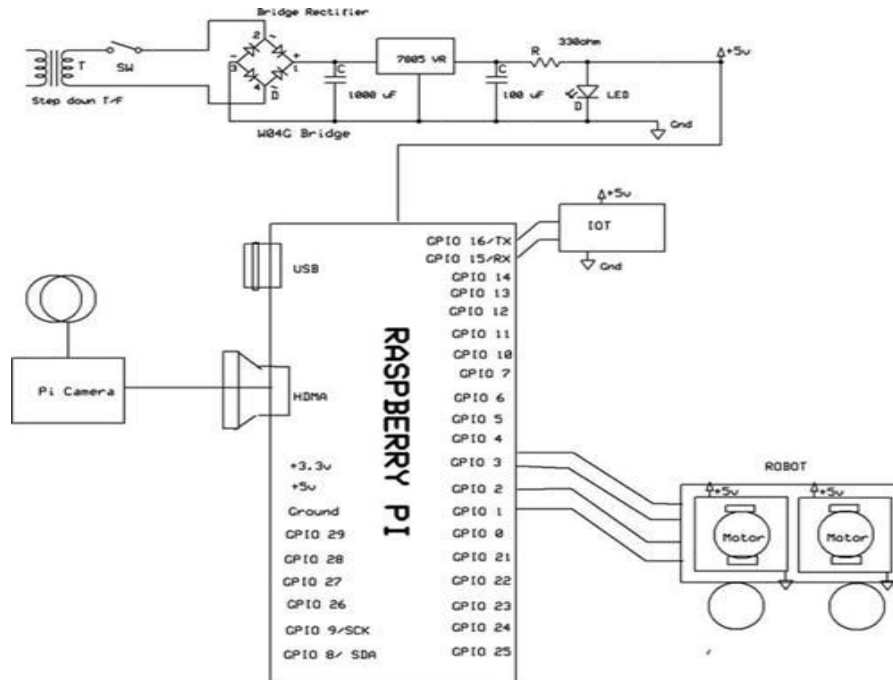 Bridge Rectifier
2 ~
- +
3 1
4 ~
D
T
SW
Step down T/F
W04G Bridge
C
1000 uF
7805 VR
C
100 uF
R 330ohm
LED
D
+5v
Gnd
+5v
IOT
Gnd
USB
HDMA
Pi Camera
RASPBERRY PI
GPIO 16/TX
GPIO 15/RX
GPIO 14
GPIO 13
GPIO 12
GPIO 11
GPIO 10
GPIO 7
GPIO 6
GPIO 5
GPIO 4
GPIO 3
GPIO 2
GPIO 1
GPIO 0
GPIO 21
GPIO 22
GPIO 23
GPIO 24
GPIO 25
+3.3v
+5v
Ground
GPIO 29
GPIO 28
GPIO 27
GPIO 26
GPIO 9/SCK
GPIO 8/ SDA
ROBOT
+5v
+5v
Motor
Motor